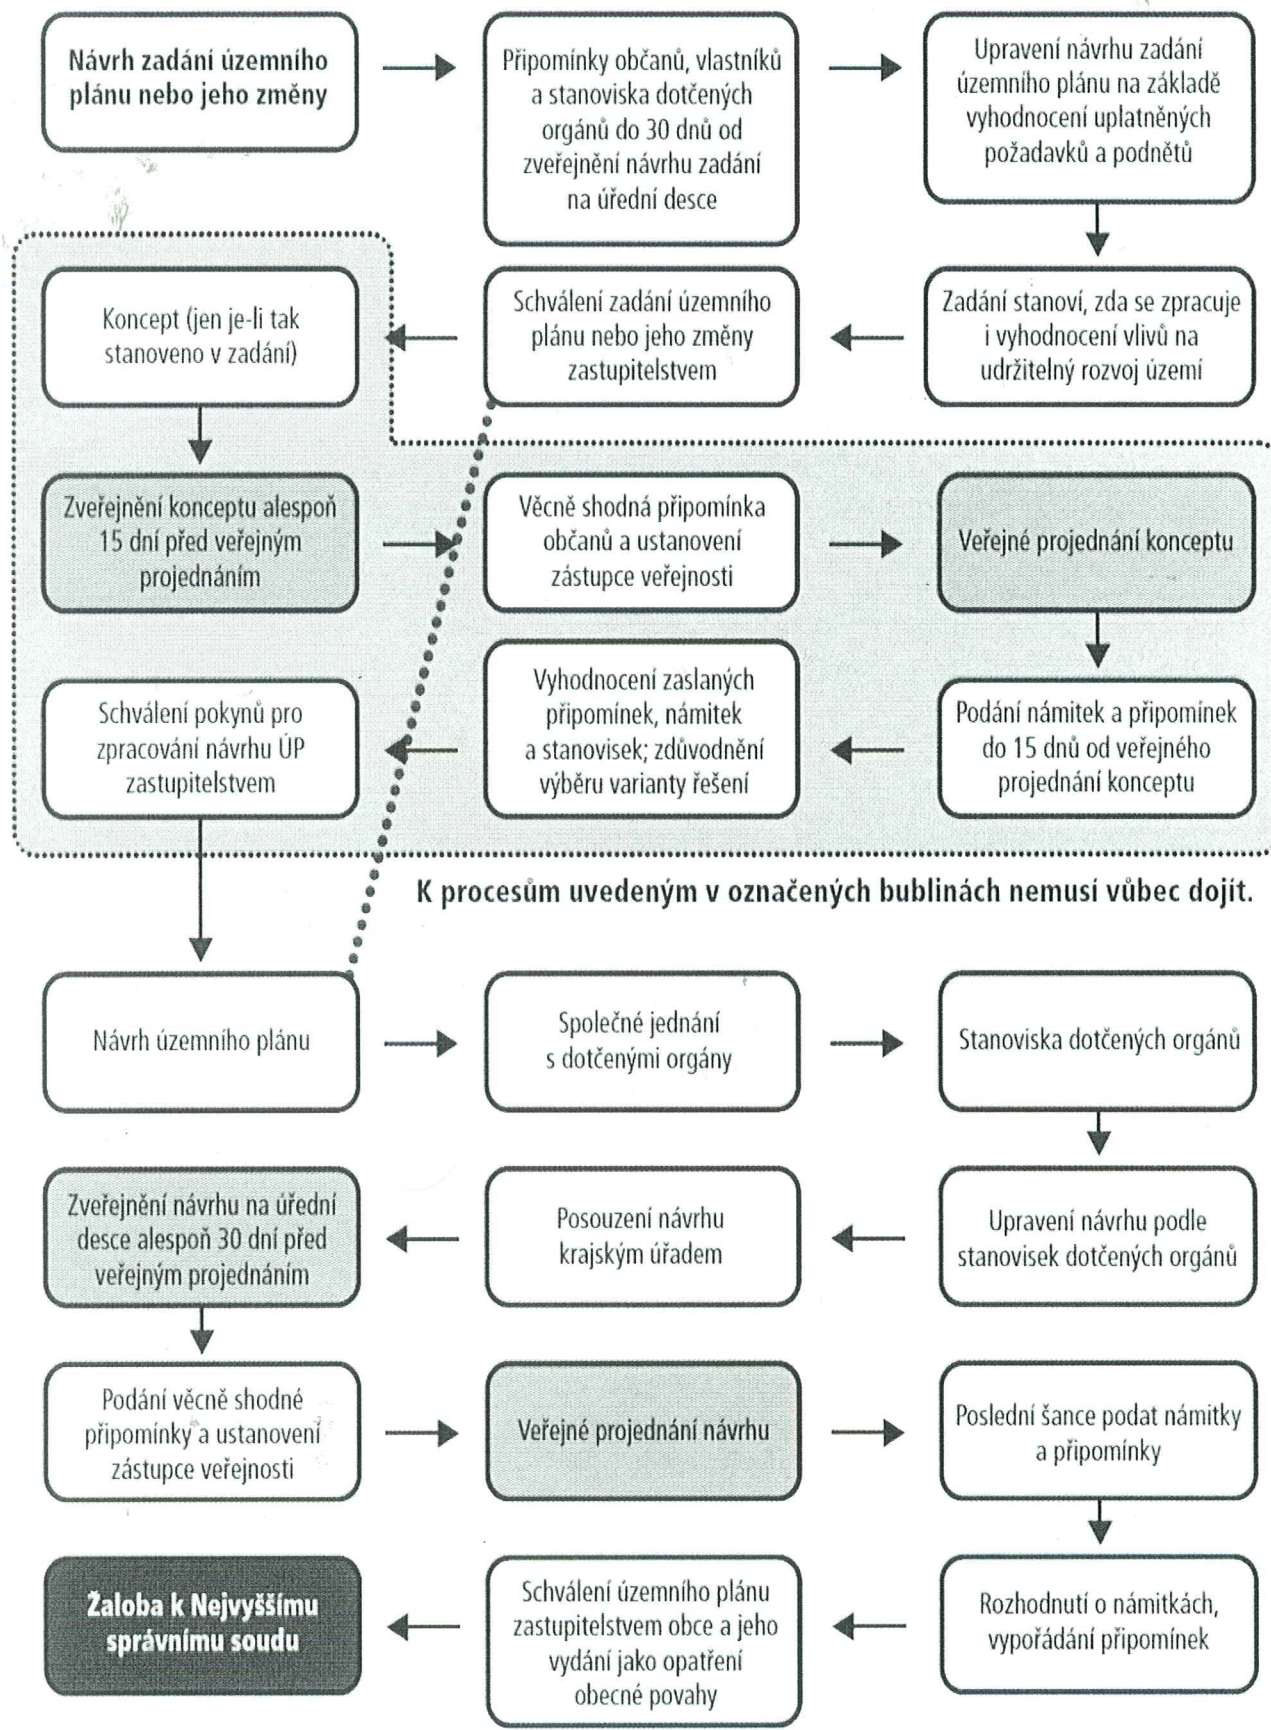 Návrh zadání územního
plánu nebo jeho změny
Připomínky občanů, vlastníků
a stanoviska dotčených
orgánů do 30 dnů od
zveřejnění návrhu zadání
na úřední desce
Upravení návrhu zadání
územního plánu na základě
vyhodnocení uplatněných
požadavků a podnětů
Zadání stanoví, zda se zpracuje
i vyhodnocení vlivů na
udržitelný rozvoj území
Schválení zadání územního
plánu nebo jeho změny
zastupitelstvem
Koncept (jen je-li tak
stanoveno v zadání)
Zveřejnění konceptu alespoň
15 dní před veřejným
projednáním
Věcně shodná připomínka
občanů a ustanovení
zástupce veřejnosti
Veřejné projednání konceptu
Podání námitek a připomínek
do 15 dnů od veřejného
projednání konceptu
Vyhodnocení zaslaných
připomínek, námitek
a stanovisek; zdůvodnění
výběru varianty řešení
Schválení pokynů pro
zpracování návrhu ÚP
zastupitelstvem
K procesům uvedeným v označených bublinách nemusí vůbec dojít.
Návrh územního plánu
Společné jednání
s dotčenými orgány
Stanoviska dotčených orgánů
Upravení návrhu podle
stanovisek dotčených orgánů
Posouzení návrhu
krajským úřadem
Zveřejnění návrhu na úřední
desce alespoň 30 dní před
veřejným projednáním
Podání věcně shodné
připomínky a ustanovení
zástupce veřejnosti
Veřejné projednání návrhu
Poslední šance podat námitky
a připomínky
Rozhodnutí o námitkách,
vypořádání připomínek
Schválení územního plánu
zastupitelstvem obce a jeho
vydání jako opatření
obecné povahy
Žaloba k Nejvyššímu
správnímu soudu